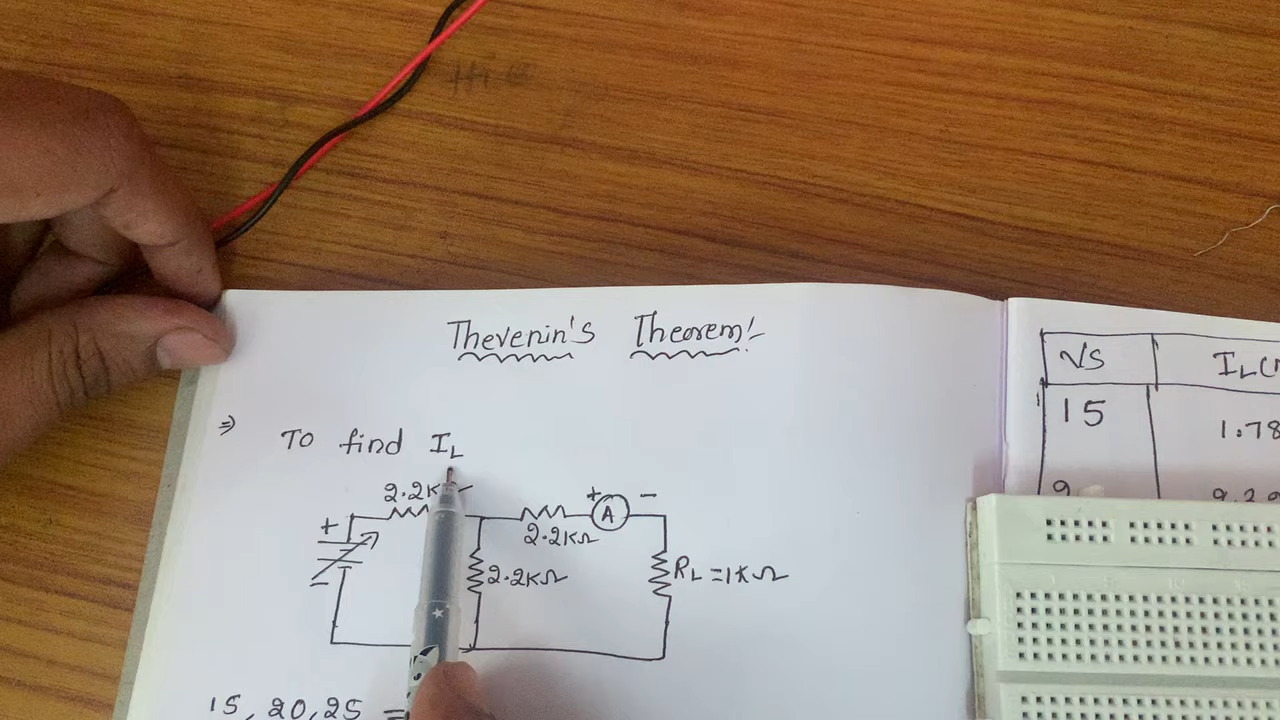 Thevenin's Theorem!-
⇒ To find IL
2.2K
+ -
+ A -
2.2KΩ
2.2KΩ
RL = 1KΩ
15, 20, 25 =
VS
15
1.78